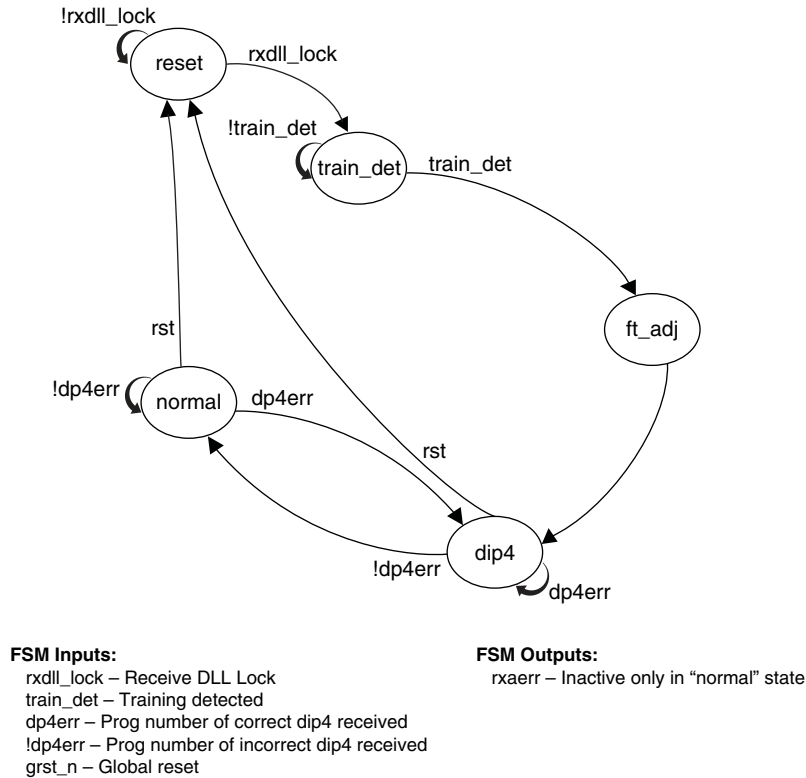 !rxdll_lock
reset
rxdll_lock
!train_det
train_det
train_det
ft_adj
rst
!dp4err
normal
dp4err
rst
!dp4err
dip4
dp4err
FSM Inputs:
rxdll_lock – Receive DLL Lock
train_det – Training detected
dp4err – Prog number of correct dip4 received
!dp4err – Prog number of incorrect dip4 received
grst_n – Global reset
FSM Outputs:
rxaerr – Inactive only in “normal” state